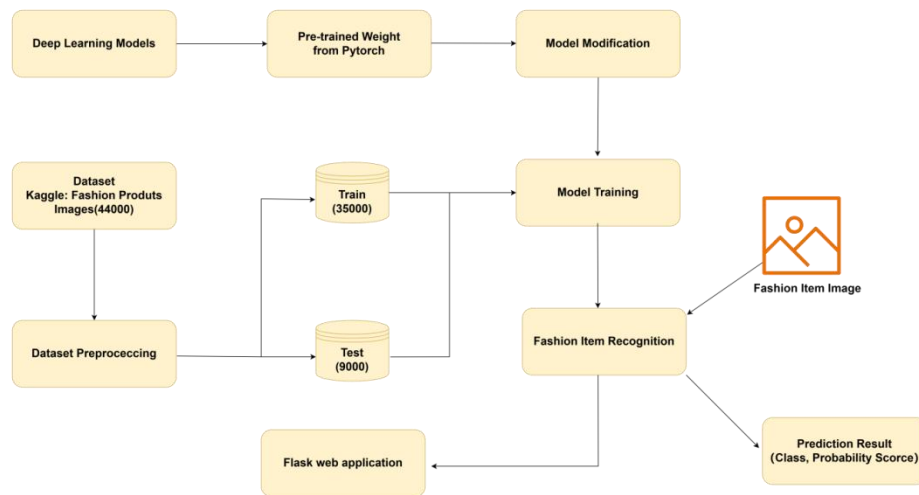 Deep Learning Models
Pre-trained Weight
from Pytorch
Model Modification
Dataset
Kaggle: Fashion Produts
Images(44000)
Train
(35000)
Model Training
Fashion Item Image
Dataset Preproceccing
Test
(9000)
Fashion Item Recognition
Flask web application
Prediction Result
(Class, Probability Scorce)